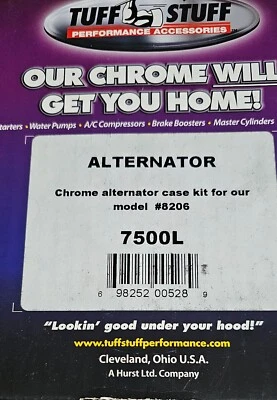 TUFF STUFF
PERFORMANCE ACCESSORIES
OUR CHROME WILL
GET YOU HOME!
tarters • Water Pumps • A/C Compressors • Brake Boosters • Master Cylinders
ALTERNATOR
Chrome alternator case kit for our
model #8206
7500L
6 98252 00528 9
"Lookin' good under your hood!"
www.tuffstuffperformance.com
Cleveland, Ohio U.S.A.
A Hurst Ltd. Company